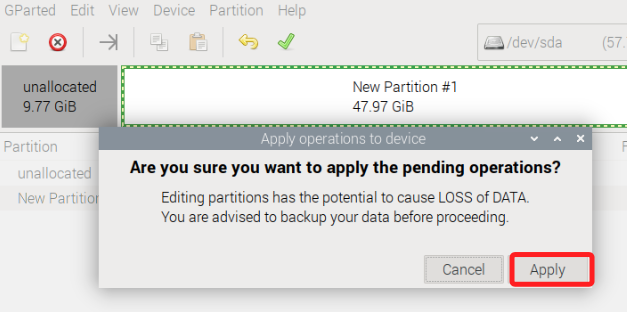 GParted Edit View Device Partition Help
/dev/sda (57.
unallocated
9.77 GiB
New Partition #1
47.97 GiB
Apply operations to device
Partition
Are you sure you want to apply the pending operations?
unallocated
New Partition
Editing partitions has the potential to cause LOSS of DATA.
You are advised to backup your data before proceeding.
Cancel Apply